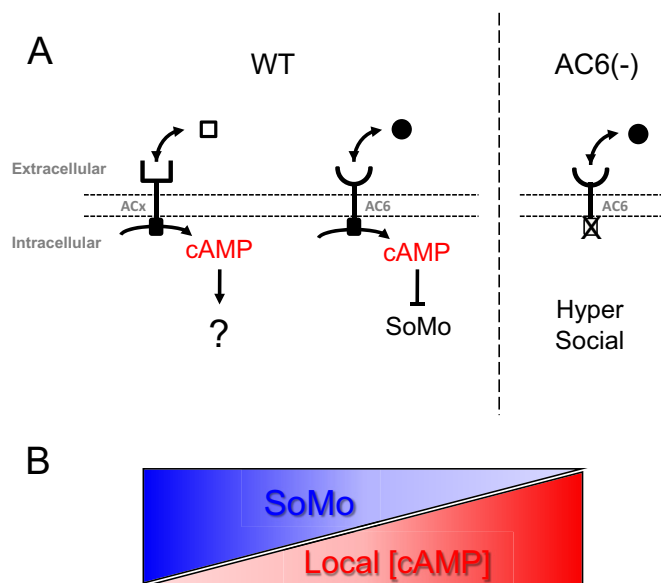 A
WT
AC6(-)
Extracellular
ACx
AC6
AC6
Intracellular
cAMP
cAMP
?
SoMo
Hyper
Social
B
SoMo
Local [cAMP]